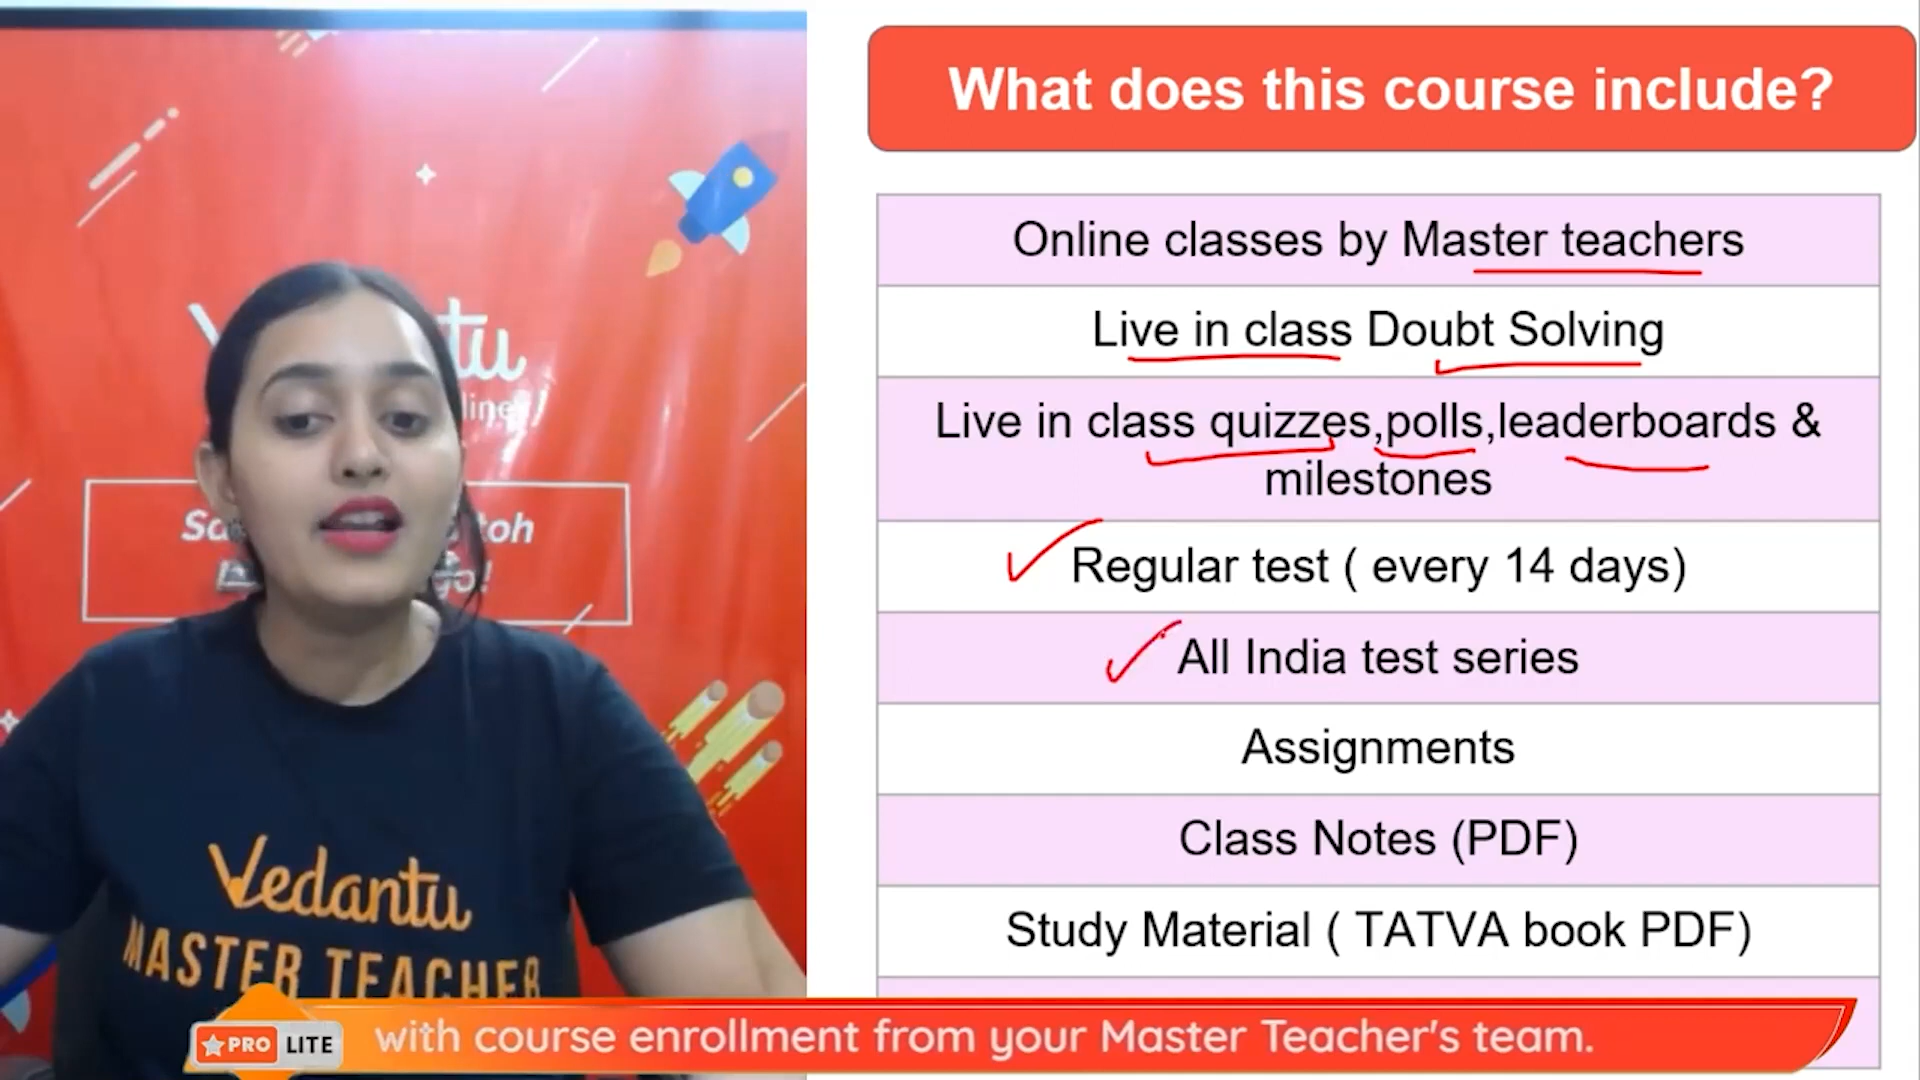 What does this course include?
Online classes by Master teachers
Live in class Doubt Solving
Live in class quizzes,polls,leaderboards &
milestones
Regular test ( every 14 days)
All India test series
Assignments
Class Notes (PDF)
Study Material ( TATVA book PDF)
toh
Vedantu
MASTER TEACHER
PRO LITE
with course enrollment from your Master Teacher's team.